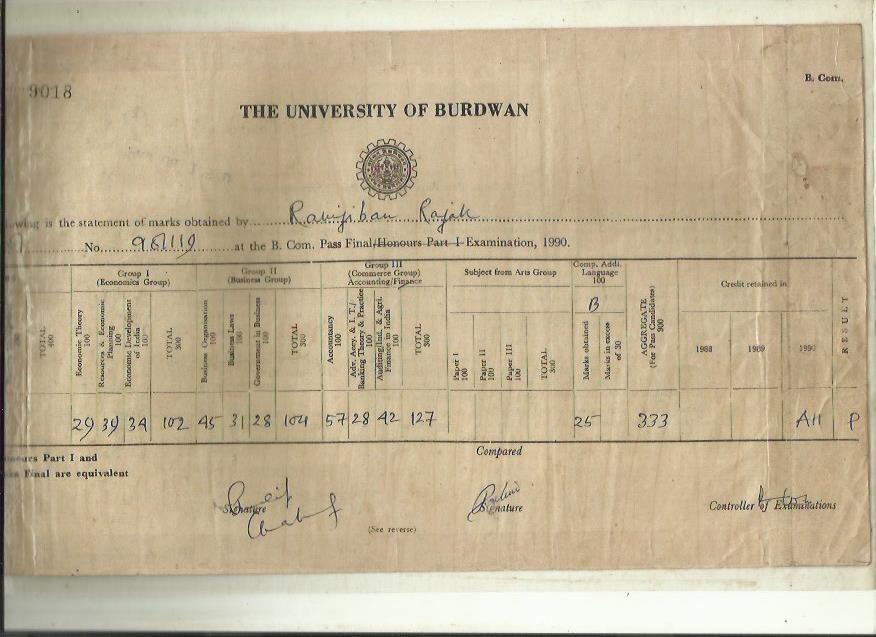 9018
B. Com.
THE UNIVERSITY OF BURDWAN
is the statement of marks obtained by Ramjiban Rajak
No. at the B. Com. Pass Final/Honours Part I Examination, 1990.
Group I
(Economics Group)
Group II
(Business Group)
Group III
(Commerce Group)
Accounting/Finance
Subject from Arts Group
Comp. Addl.
Language
100
B
Credit retained in
TOTAL 400
Economic Theory 100
Resources & Economic Planning 100
Economic Development of India 100
TOTAL 300
Business Organisation 100
Business Laws 100
Government in Business 100
TOTAL 300
Accountancy 100
Adv. Accy. & I. T./ Banking Theory & Practice 100
Auditing/Ind. & Agri. Finance in India 100
TOTAL 300
Paper I 100
Paper II 100
Paper III 100
TOTAL 300
Marks obtained
Marks in excess of 30
AGGREGATE (For Pass Candidates) 900
1988
1989
1990
RESULT
29 39 34 102 45 31 28 104 57 28 42 127 25 333 All P
Part I and
Final are equivalent
Compared
Signature
Signature
Controller of Examinations
(See reverse)